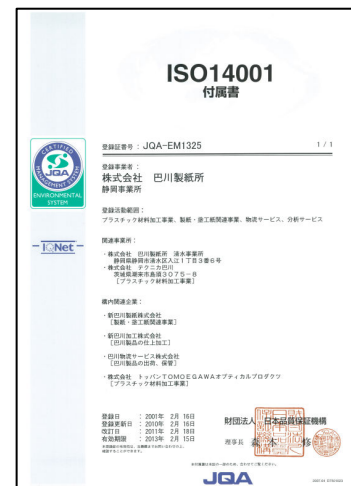 ISO14001
付属書
登録証番号：JQA-EM1325
1 / 1
登録事業者：
株式会社 巴川製紙所
静岡事業所
登録活動範囲：
プラスチック材料加工事業、製紙・塗工紙関連事業、物流サービス、分析サービス
関連事業所：
・株式会社 巴川製紙所 清水事業所
静岡県静岡市清水区入江1丁目3番6号
・株式会社 テクニカ巴川
茨城県潮来市島須3075－8
［プラスチック材料加工事業］
構内関連企業：
・新巴川製紙株式会社
［製紙・塗工紙関連事業］
・新巴川加工株式会社
［巴川製品の仕上加工］
・巴川物流サービス株式会社
［巴川製品の出荷、保管］
・株式会社 トッパンTOMOEGAWAオプティカルプロダクツ
［プラスチック材料加工事業］
CERTIFIED
MANAGEMENT SYSTEM
JQA
ENVIRONMENTAL
SYSTEM
IQNet
登録日 ：2001年 2月 16日
登録更新日：2010年 2月 16日
改訂日 ：2011年 2月 18日
有効期限 ：2013年 2月 15日
財団法人 日本品質保証機構
理事長 森本 修
JQA